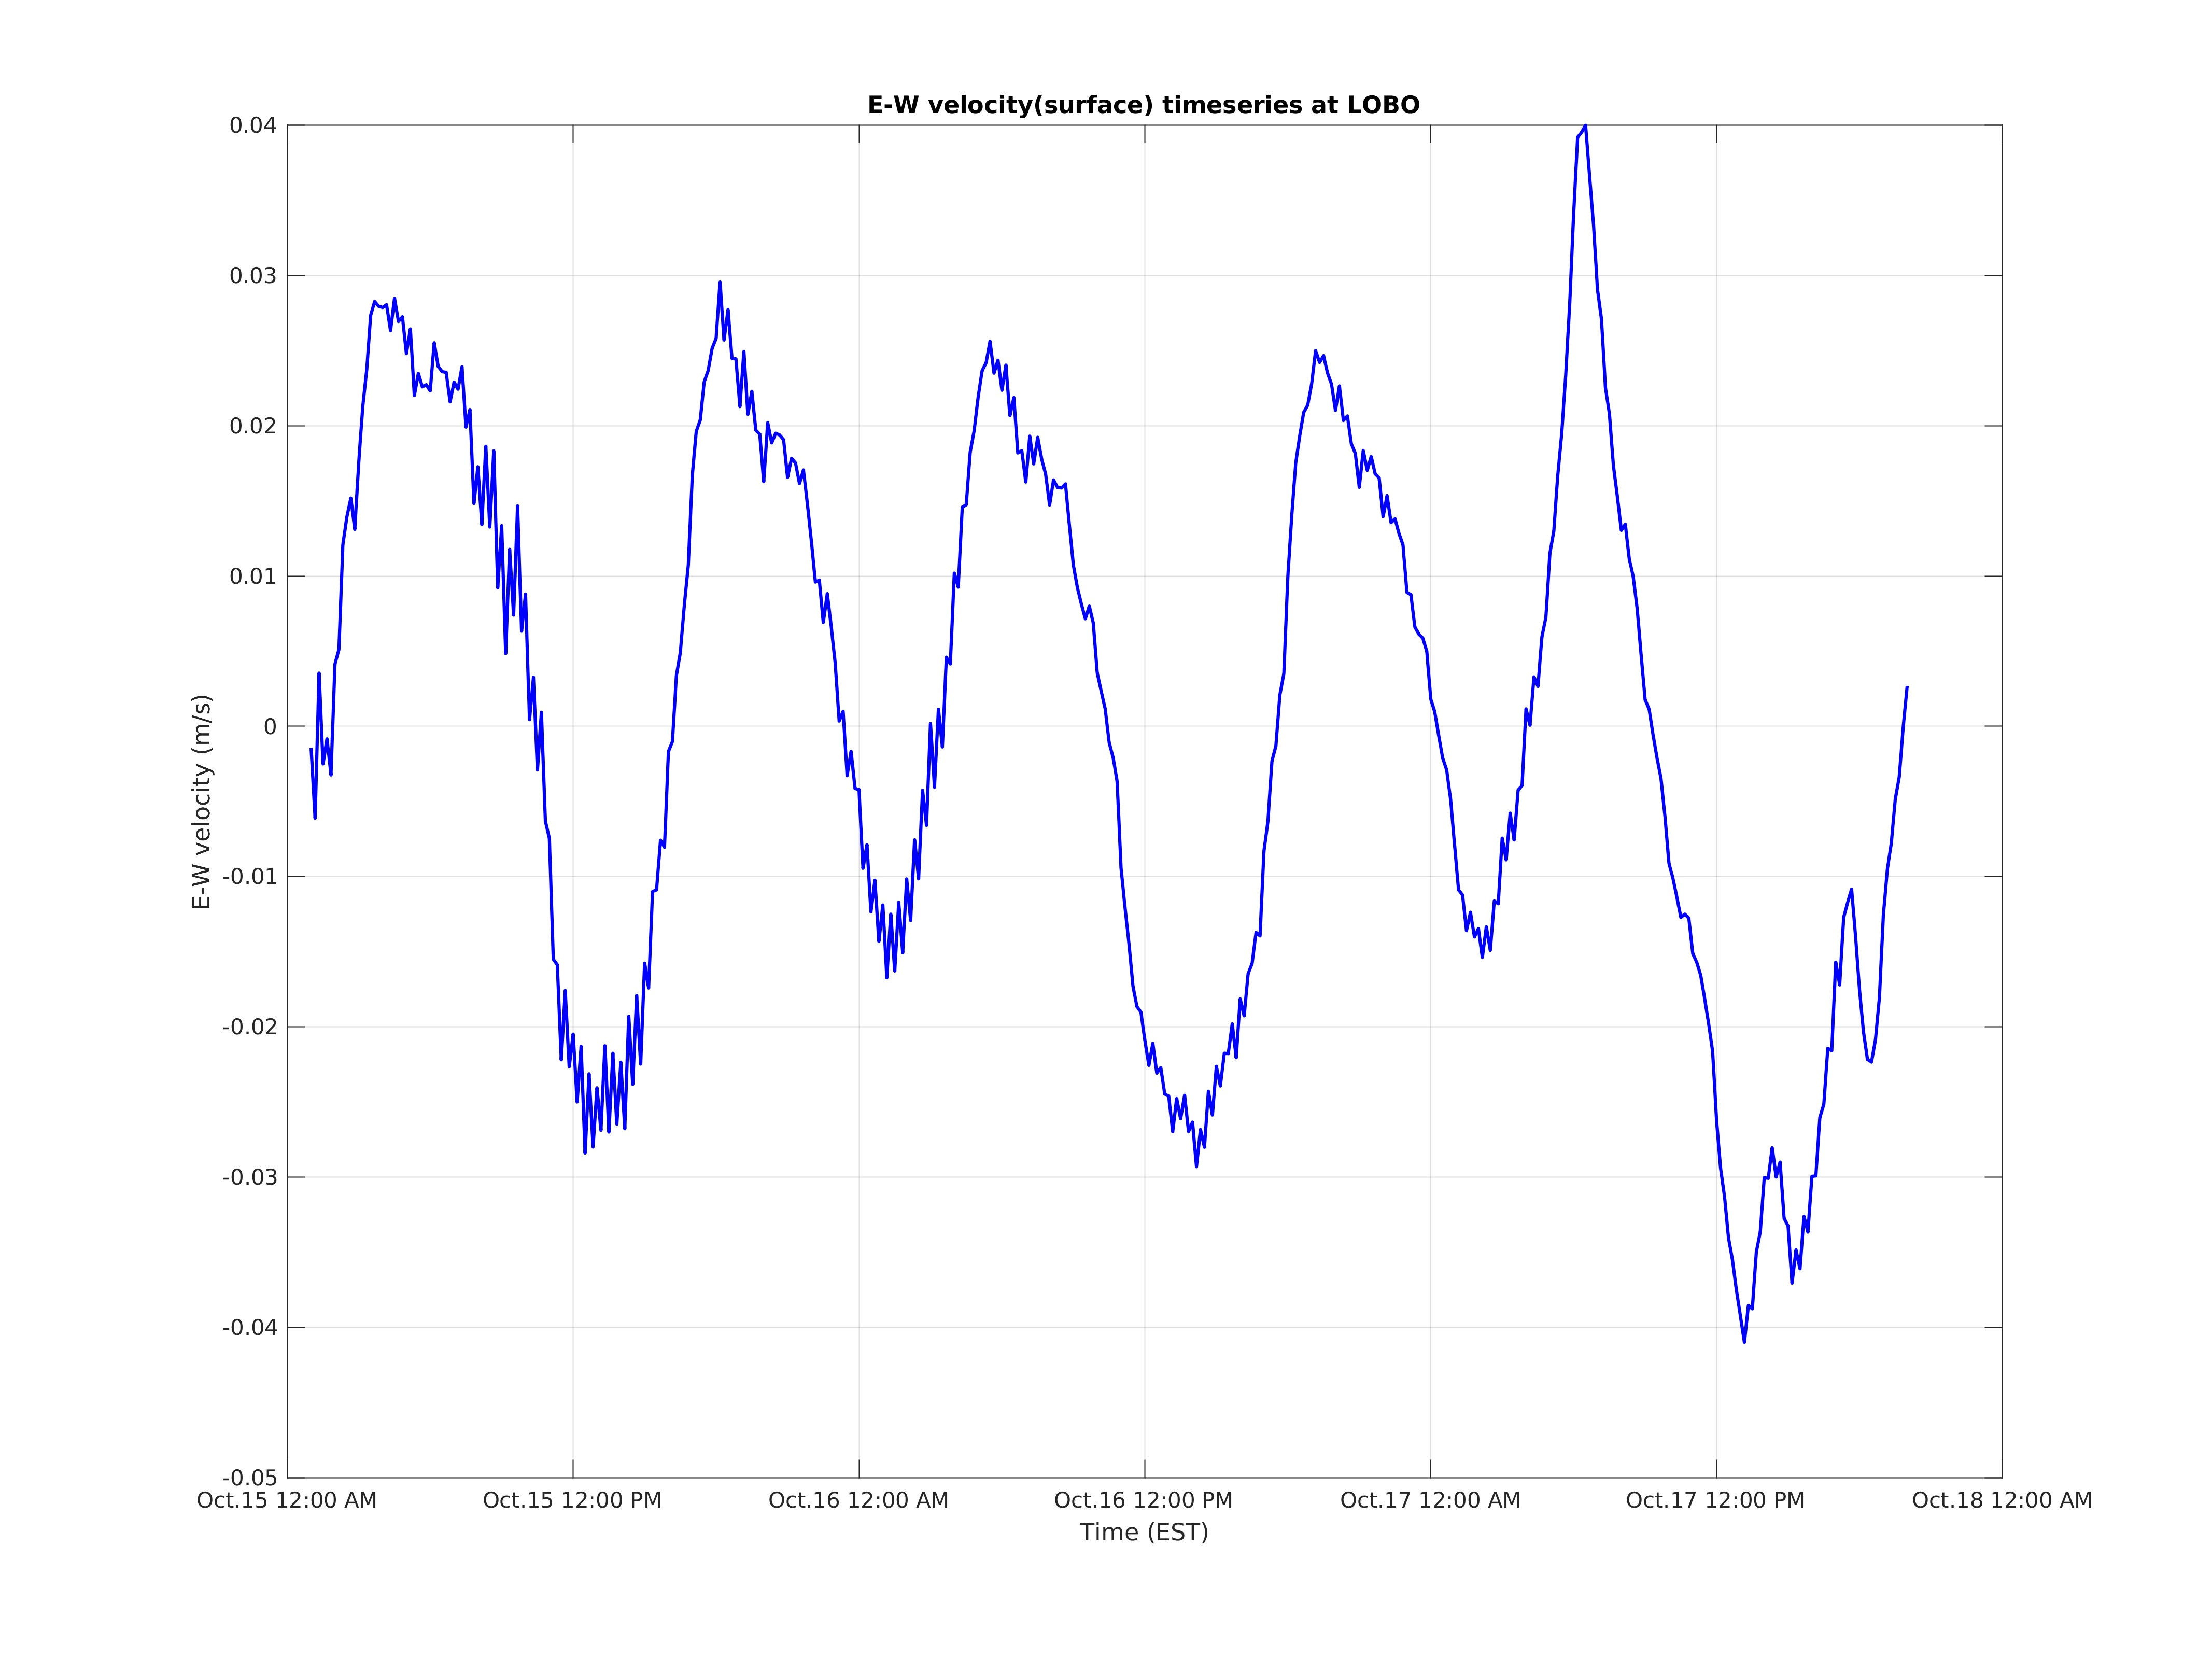 E-W velocity(surface) timeseries at LOBO
0.04
0.03
0.02
0.01
0
-0.01
-0.02
-0.03
-0.04
-0.05
E-W velocity (m/s)
Oct.15 12:00 AM Oct.15 12:00 PM Oct.16 12:00 AM Oct.16 12:00 PM Oct.17 12:00 AM Oct.17 12:00 PM Oct.18 12:00 AM
Time (EST)